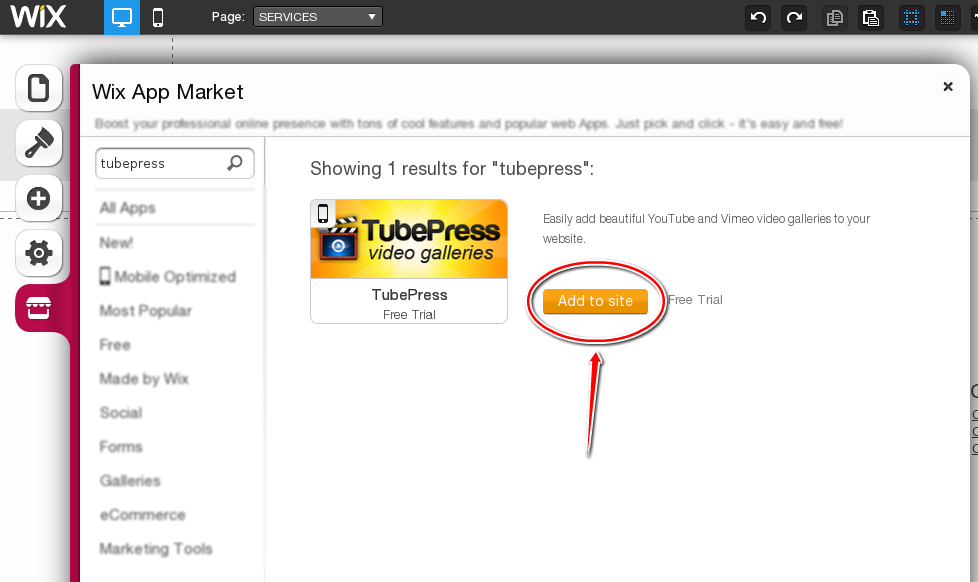 WiX
Page: SERVICES
Wix App Market
Boost your professional online presence with tons of cool features and popular web Apps. Just pick and click - it's easy and free!
tubepress
All Apps
New!
Mobile Optimized
Most Popular
Free
Made by Wix
Social
Forms
Galleries
eCommerce
Marketing Tools
Showing 1 results for "tubepress":
TubePress
video galleries
TubePress
Free Trial
Easily add beautiful YouTube and Vimeo video galleries to your
website.
Add to site Free Trial